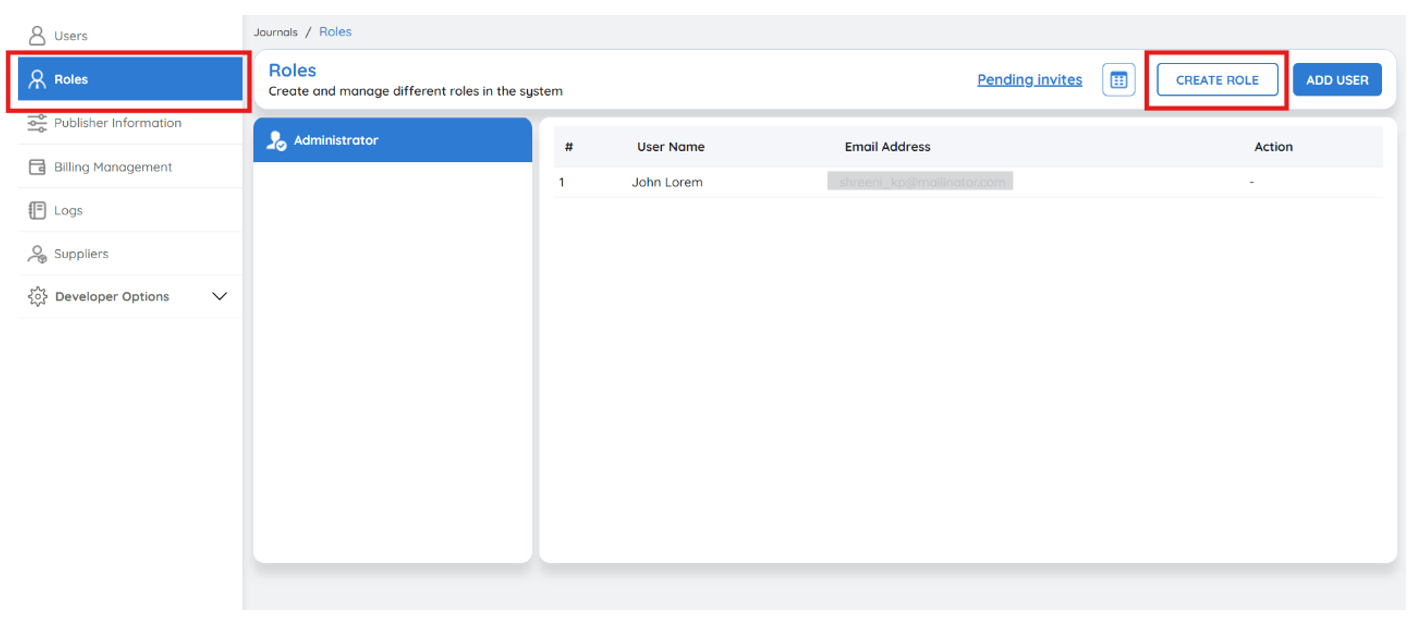 Users
Roles
Publisher Information
Billing Management
Logs
Suppliers
Developer Options
Journals / Roles
Roles
Create and manage different roles in the system
Pending invites
CREATE ROLE
ADD USER
Administrator
# User Name Email Address Action
1 John Lorem shreeni_kp@mailinator.com -